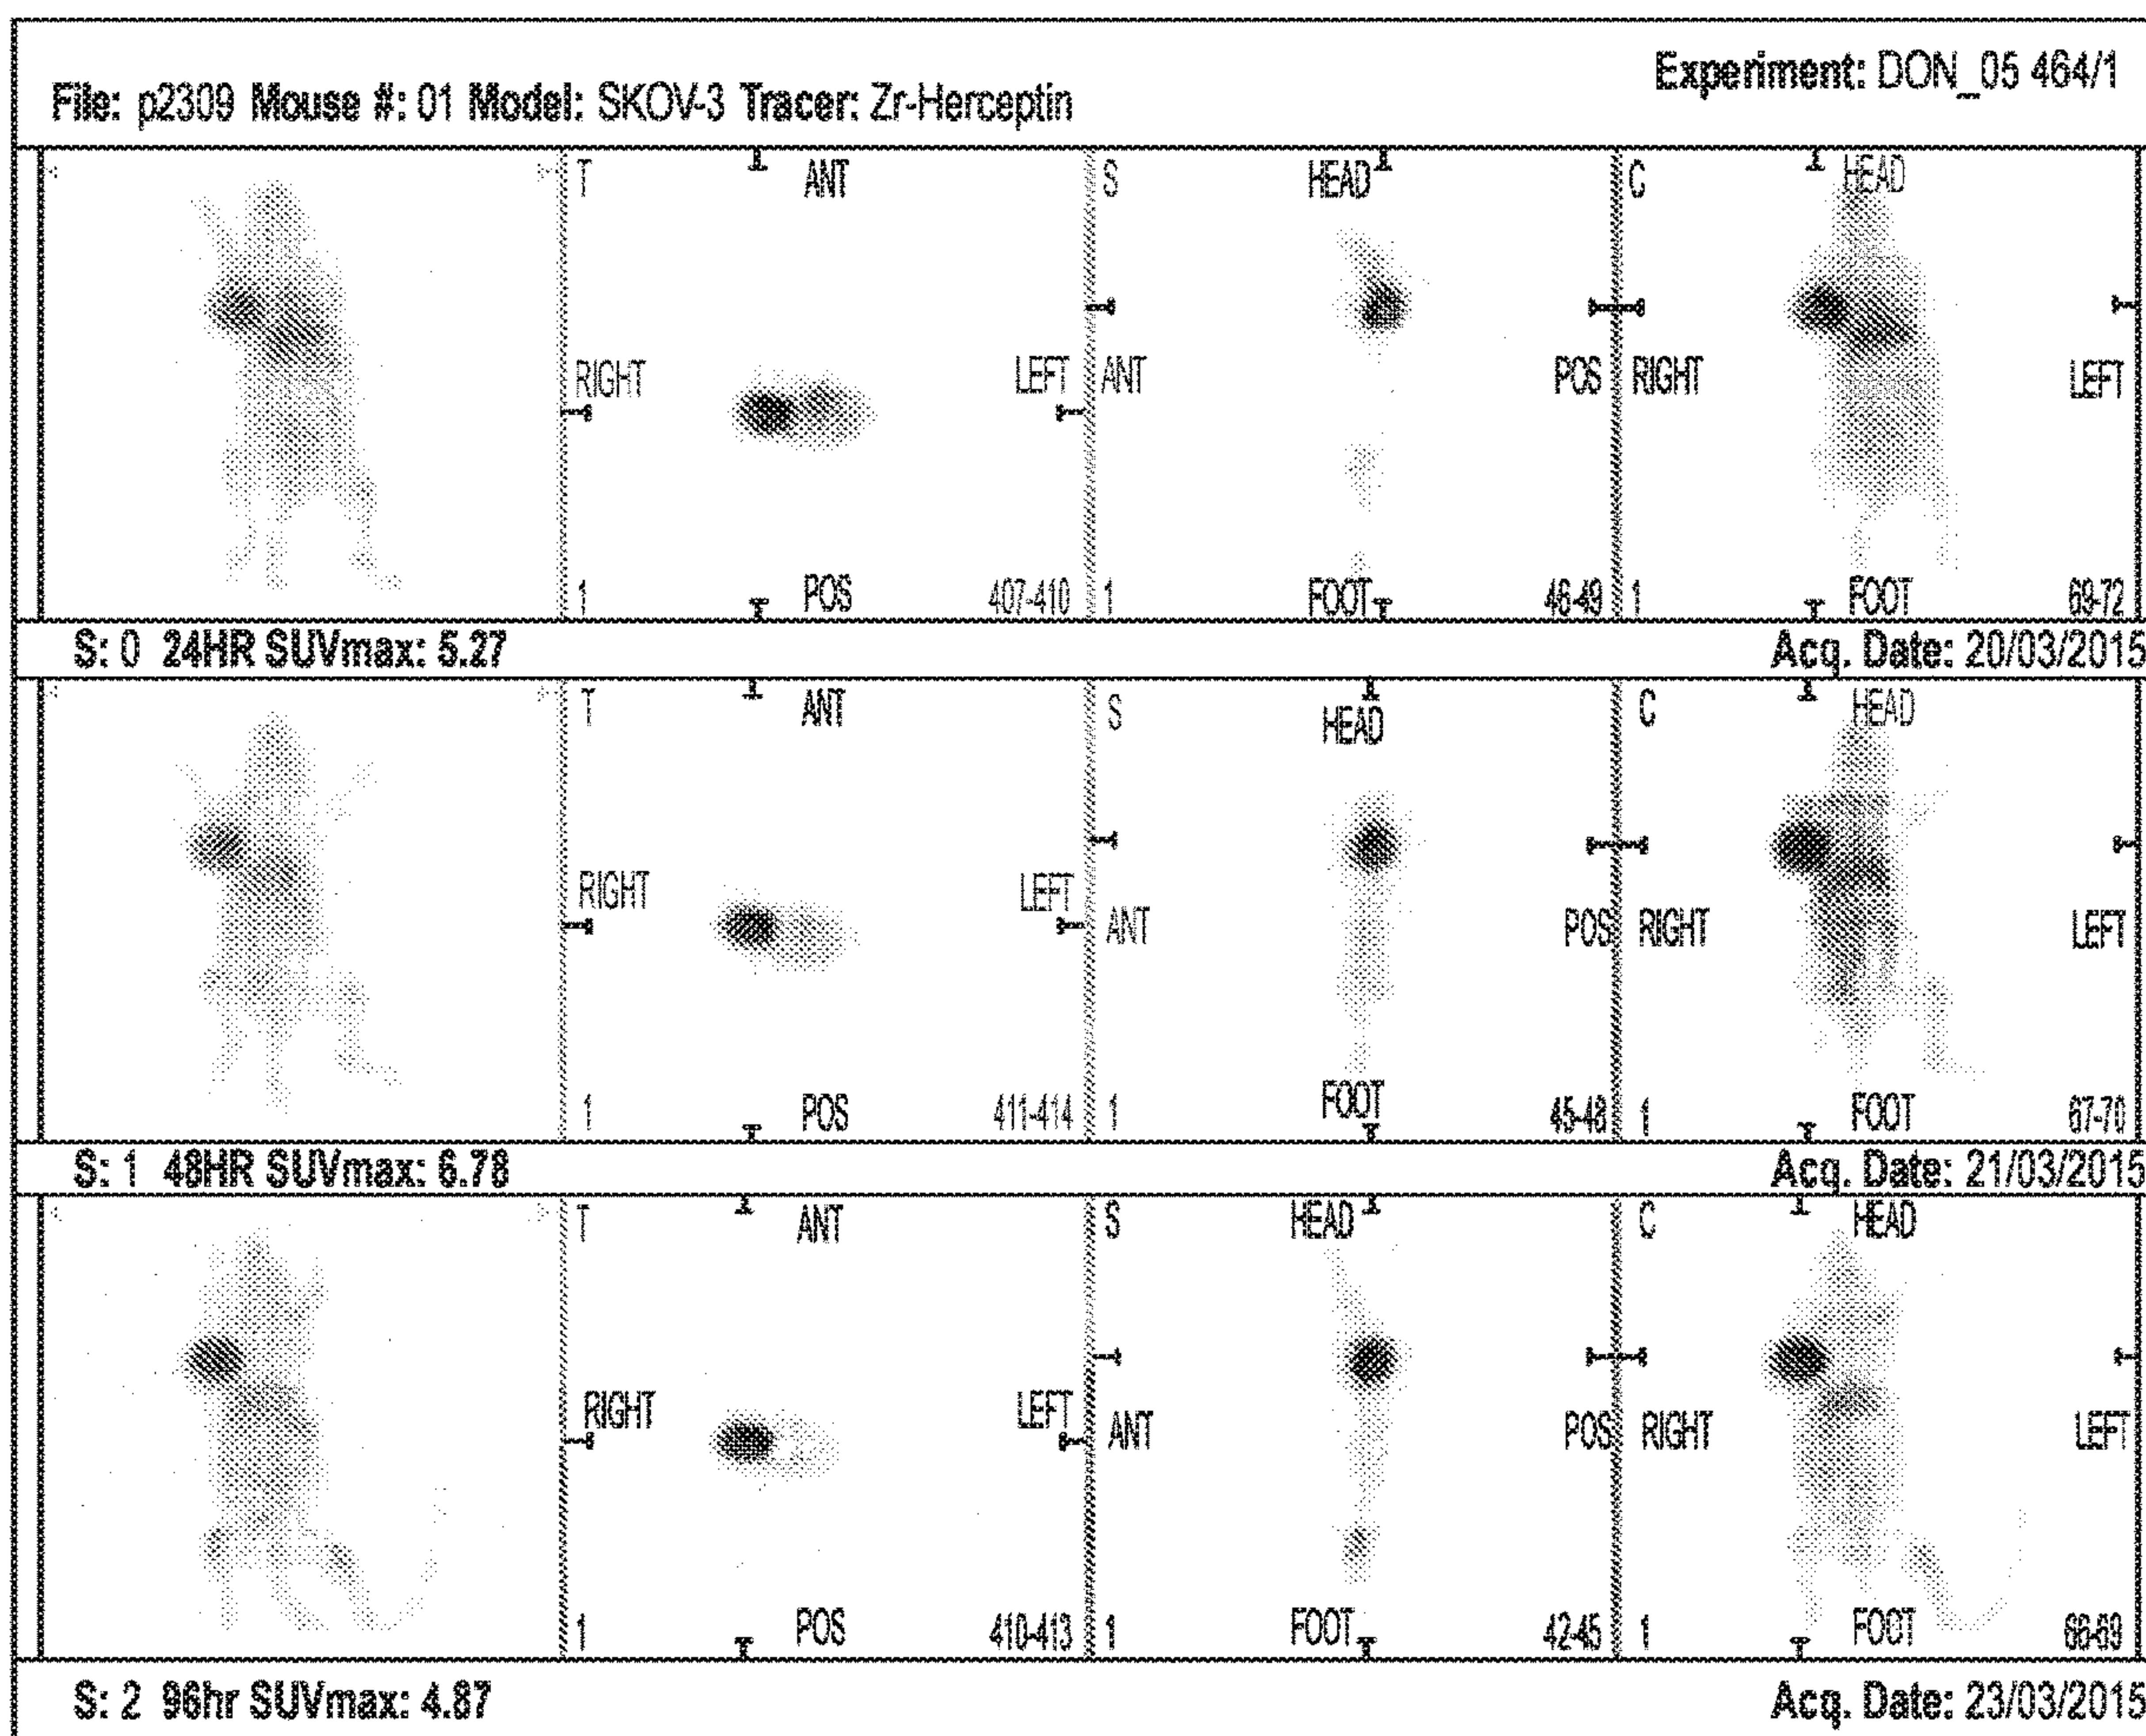 Experiment: DON_05 464/1
File: p2309 Mouse #: 01 Model: SKOV-3 Tracer: Zr-Herceptin
T ANT S HEAD C HEAD
RIGHT LEFT ANT POS RIGHT LEFT
1 POS 407-410 1 FOOT 46-49 1 FOOT 69-72
S: 0 24HR SUVmax: 5.27 Acq. Date: 20/03/2015
T ANT S HEAD C HEAD
RIGHT LEFT ANT POS RIGHT LEFT
1 POS 411-414 1 FOOT 45-48 1 FOOT 67-70
S: 1 48HR SUVmax: 6.78 Acq. Date: 21/03/2015
T ANT S HEAD C HEAD
RIGHT LEFT ANT POS RIGHT LEFT
1 POS 410-413 1 FOOT 42-45 1 FOOT 66-69
S: 2 96hr SUVmax: 4.87 Acq. Date: 23/03/2015